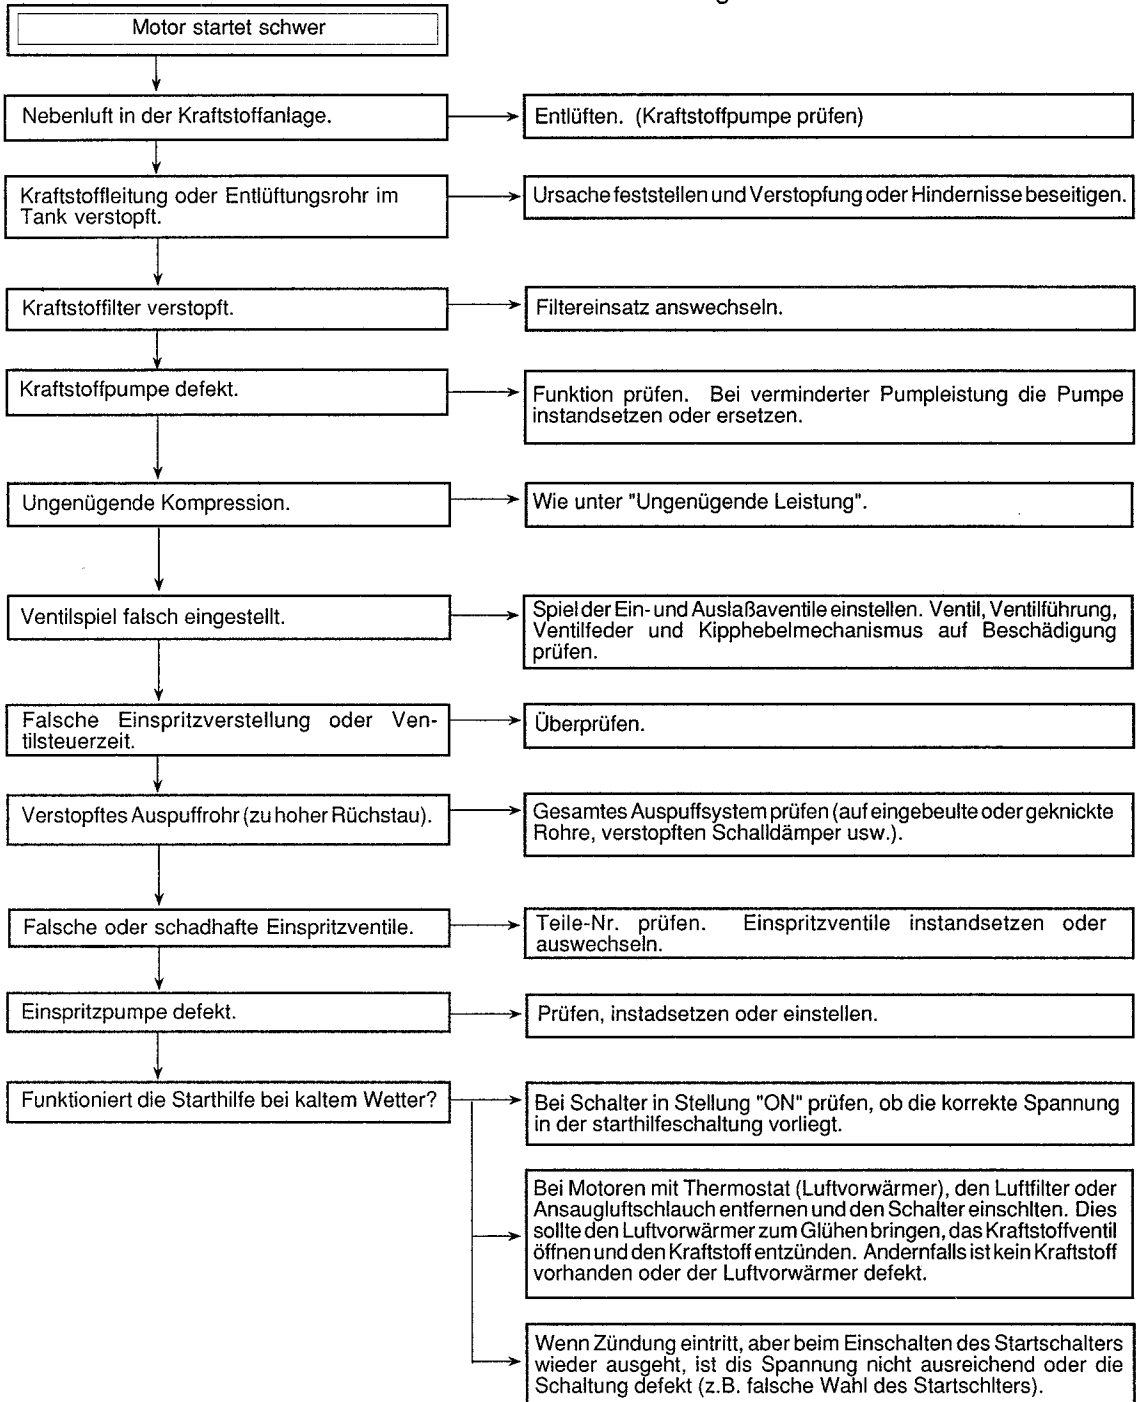 Motor startet schwer
Nebenluft in der Kraftstoffanlage.
Entlüften. (Kraftstoffpumpe prüfen)
Kraftstoffleitung oder Entlüftungsrohr im
Tank verstopft.
Ursache feststellen und Verstopfung oder Hindernisse beseitigen.
Kraftstoffilter verstopft.
Filtereinsatz answechseln.
Kraftstoffpumpe defekt.
Funktion prüfen. Bei verminderter Pumpleistung die Pumpe
instandsetzen oder ersetzen.
Ungenügende Kompression.
Wie unter "Ungenügende Leistung".
Ventilspiel falsch eingestellt.
Spiel der Ein- und Auslaßaventile einstellen. Ventil, Ventilführung,
Ventilfeder und Kipphebelmechanismus auf Beschädigung
prüfen.
Falsche Einspritzverstellung oder Ven-
tilsteuerzeit.
Überprüfen.
Verstopftes Auspuffrohr (zu hoher Rüchstau).
Gesamtes Auspuffsystem prüfen (auf eingebeulte oder geknickte
Rohre, verstopften Schalldämper usw.).
Falsche oder schadhafte Einspritzventile.
Teile-Nr. prüfen. Einspritzventile instandsetzen oder
auswechseln.
Einspritzpumpe defekt.
Prüfen, instadsetzen oder einstellen.
Funktioniert die Starthilfe bei kaltem Wetter?
Bei Schalter in Stellung "ON" prüfen, ob die korrekte Spannung
in der starthilfeschaltung vorliegt.
Bei Motoren mit Thermostat (Luftvorwärmer), den Luftfilter oder
Ansaugluftschlauch entfernen und den Schalter einschlten. Dies
sollte den Luftvorwärmer zum Glühen bringen, das Kraftstoffventil
öffnen und den Kraftstoff entzünden. Andernfalls ist kein Kraftstoff
vorhanden oder der Luftvorwärmer defekt.
Wenn Zündung eintritt, aber beim Einschalten des Startschalters
wieder ausgeht, ist dis Spannung nicht ausreichend oder die
Schaltung defekt (z.B. falsche Wahl des Startschlters).